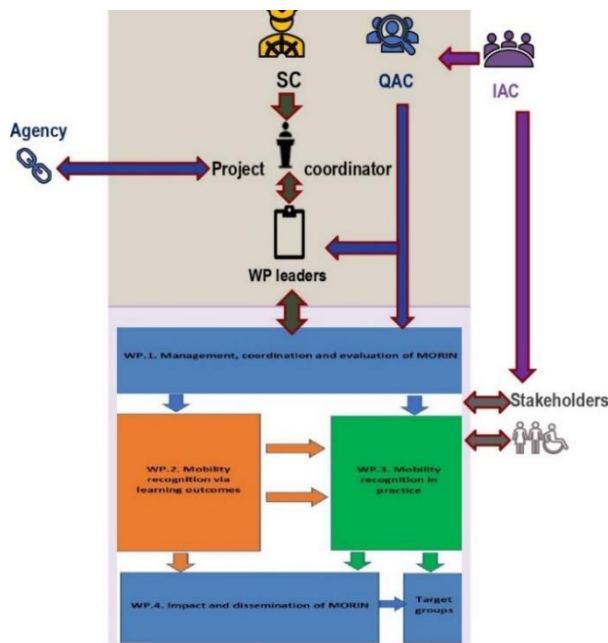 SC
QAC
IAC
Agency
Project coordinator
WP leaders
WP.1. Management, coordination and evaluation of MORIN
Stakeholders
WP.2. Mobility
recognition via
learning outcomes
WP.3. Mobility
recognition in
practice
WP.4. Impact and dissemination of MORIN
Target
groups